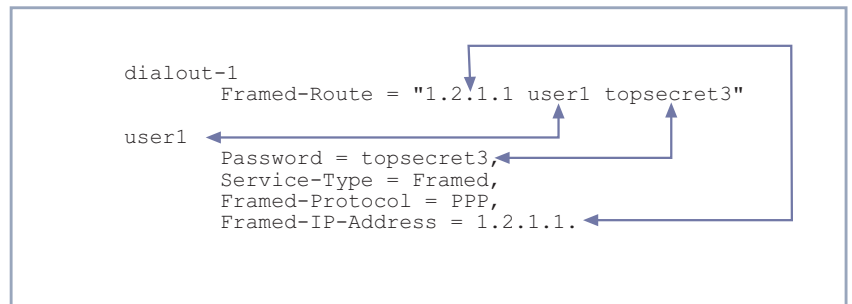 dialout-1
Framed-Route = "1.2.1.1 user1 topsecret3"
user1
Password = topsecret3,
Service-Type = Framed,
Framed-Protocol = PPP,
Framed-IP-Address = 1.2.1.1.